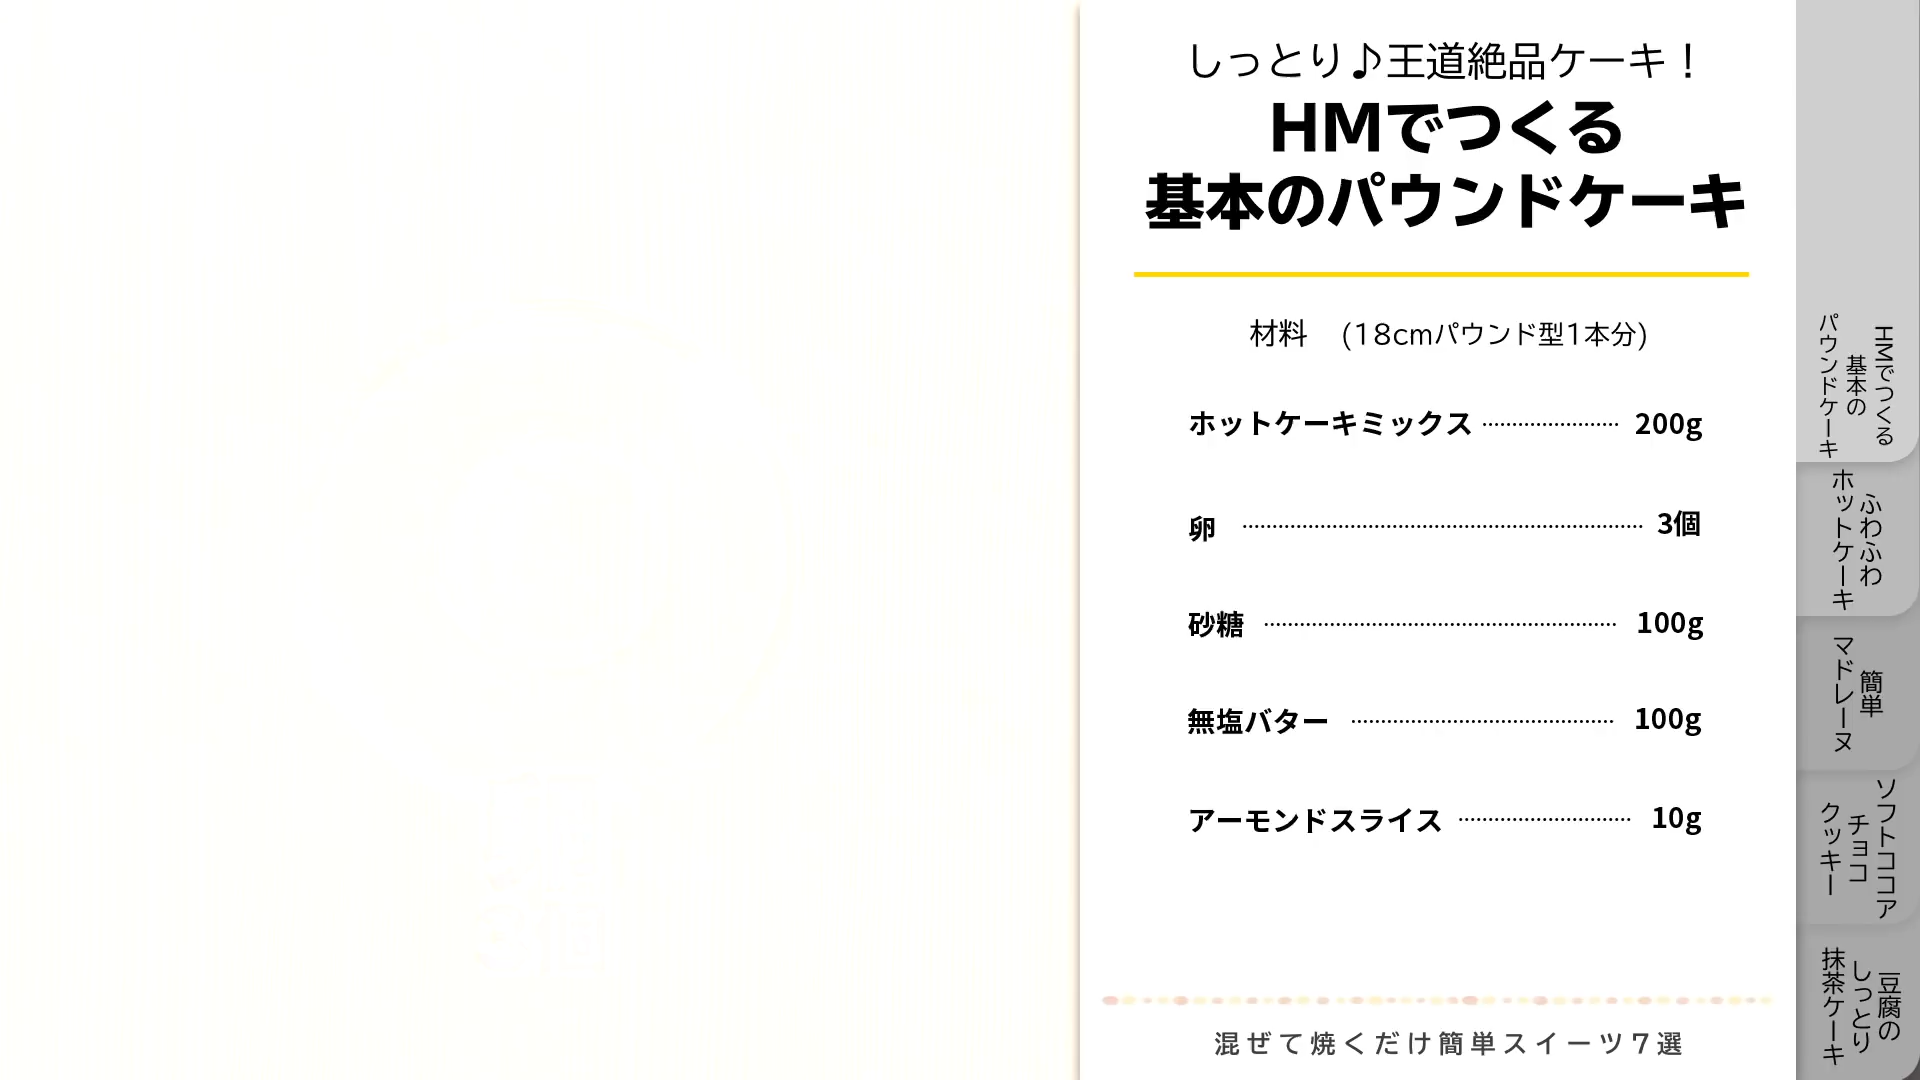 しっとり♪王道絶品ケーキ！
HMでつくる
基本のパウンドケーキ
材料 (18cmパウンド型1本分)
ホットケーキミックス 200g
卵 3個
砂糖 100g
無塩バター 100g
アーモンドスライス 10g
混ぜて焼くだけ簡単スイーツ7選
HMでつくる
基本の
パウンドケーキ
ふわふわ
ホットケーキ
簡単
マドレーヌ
ソフトココア
チョコ
クッキー
豆腐の
しっとり
抹茶ケーキ